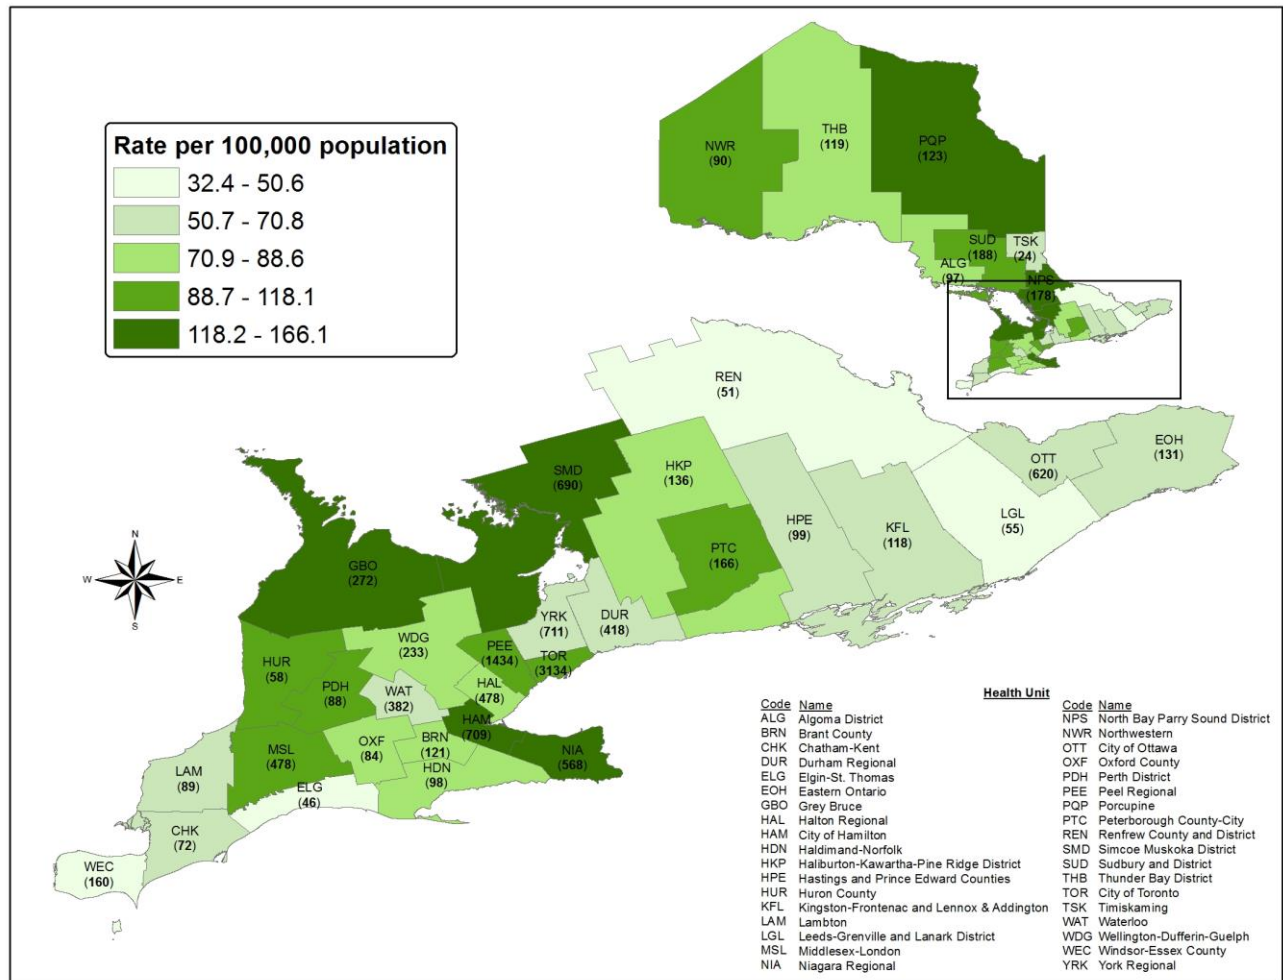 Rate per 100,000 population
32.4 - 50.6
50.7 - 70.8
70.9 - 88.6
88.7 - 118.1
118.2 - 166.1
NWR
(90)
THB
(119)
PQP
(123)
SUD
(188)
TSK
(24)
ALG
(97)
NPS
(178)
REN
(51)
SMD
(690)
HKP
(136)
OTT
(620)
EOH
(131)
HPE
(99)
KFL
(118)
LGL
(55)
PTC
(166)
GBO
(272)
YRK
(711)
DUR
(418)
WDG
(233)
PEE
(1434)
TOR
(3134)
HUR
(58)
PDH
(88)
WAT
(382)
HAL
(478)
HAM
(709)
MSL
(478)
OXF
(84)
BRN
(121)
NIA
(568)
HDN
(98)
LAM
(89)
ELG
(46)
CHK
(72)
WEC
(160)
N
W E
S
Health Unit
Code Name
ALG Algoma District
BRN Brant County
CHK Chatham-Kent
DUR Durham Regional
ELG Elgin-St. Thomas
EOH Eastern Ontario
GBO Grey Bruce
HAL Halton Regional
HAM City of Hamilton
HDN Haldimand-Norfolk
HKP Haliburton-Kawartha-Pine Ridge District
HPE Hastings and Prince Edward Counties
HUR Huron County
KFL Kingston-Frontenac and Lennox & Addington
LAM Lambton
LGL Leeds-Grenville and Lanark District
MSL Middlesex-London
NIA Niagara Regional
Code Name
NPS North Bay Parry Sound District
NWR Northwestern
OTT City of Ottawa
OXF Oxford County
PDH Perth District
PEE Peel Regional
PQP Porcupine
PTC Peterborough County-City
REN Renfrew County and District
SMD Simcoe Muskoka District
SUD Sudbury and District
THB Thunder Bay District
TOR City of Toronto
TSK Timiskaming
WAT Waterloo
WDG Wellington-Dufferin-Guelph
WEC Windsor-Essex County
YRK York Regional